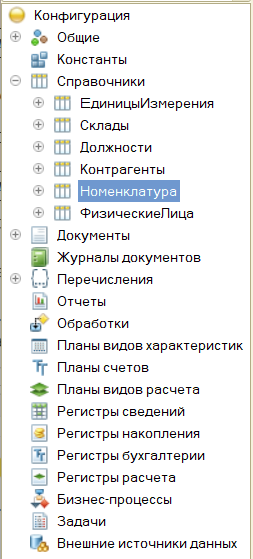 Конфигурация
Общие
Константы
Справочники
ЕдиницыИзмерения
Склады
Должности
Контрагенты
Номенклатура
ФизическиеЛица
Документы
Журналы документов
Перечисления
Отчеты
Обработки
Планы видов характеристик
Планы счетов
Планы видов расчета
Регистры сведений
Регистры накопления
Регистры бухгалтерии
Регистры расчета
Бизнес-процессы
Задачи
Внешние источники данных